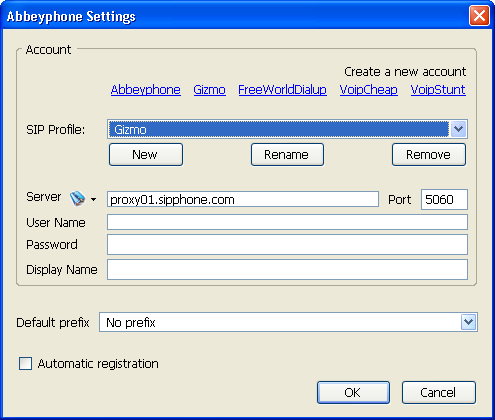 Abbeyphone Settings
Account
Create a new account
Abbeyphone Gizmo FreeWorldDialup VoipCheap VoipStunt
SIP Profile: Gizmo
New Rename Remove
Server proxy01.sipphone.com Port 5060
User Name
Password
Display Name
Default prefix No prefix
Automatic registration
OK Cancel